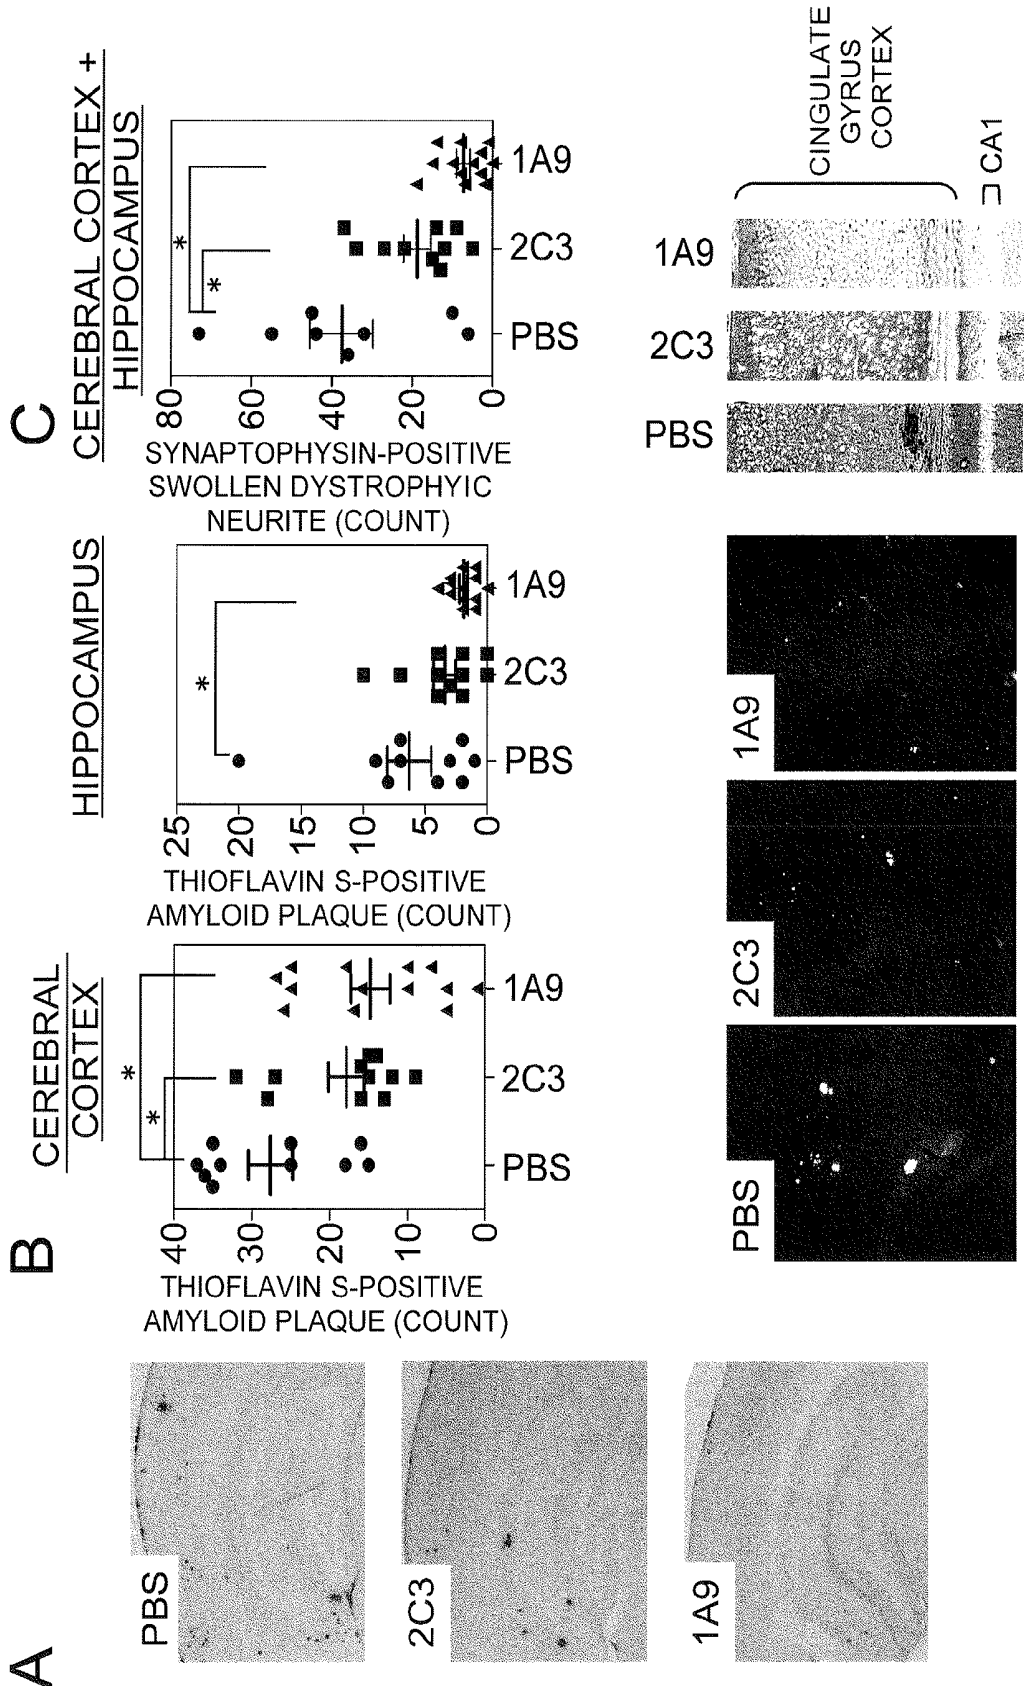 A
PBS
2C3
1A9
B
CEREBRAL
CORTEX
THIOFLAVIN S-POSITIVE
AMYLOID PLAQUE (COUNT)
40
30
20
10
0
*
*
PBS
2C3
1A9
HIPPOCAMPUS
THIOFLAVIN S-POSITIVE
AMYLOID PLAQUE (COUNT)
25
20
15
10
5
0
*
PBS
2C3
1A9
PBS
2C3
1A9
C
CEREBRAL CORTEX +
HIPPOCAMPUS
SYNAPTOPHYSIN-POSITIVE
SWOLLEN DYSTROPHYIC
NEURITE (COUNT)
80
60
40
20
0
*
*
PBS
2C3
1A9
PBS
2C3
1A9
CINGULATE
GYRUS
CORTEX
CA1